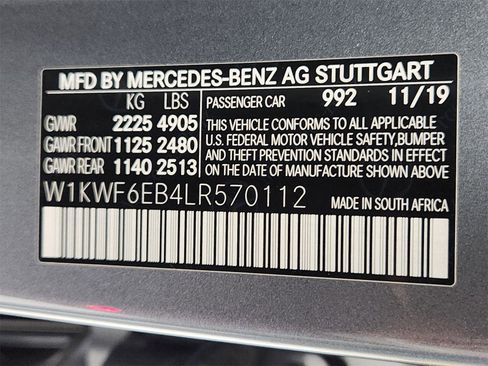 MFD BY MERCEDES-BENZ AG STUTTGART
KG LBS PASSENGER CAR 992 11/19
GVWR 2225 4905 THIS VEHICLE CONFORMS TO ALL APPLICABLE
GAWR FRONT 1125 2480 U.S. FEDERAL MOTOR VEHICLE SAFETY, BUMPER
GAWR REAR 1140 2513 AND THEFT PREVENTION STANDARDS IN EFFECT
ON THE DATE OF MANUFACTURE SHOWN ABOVE.
W1KWF6EB4LR570112 MADE IN SOUTH AFRICA